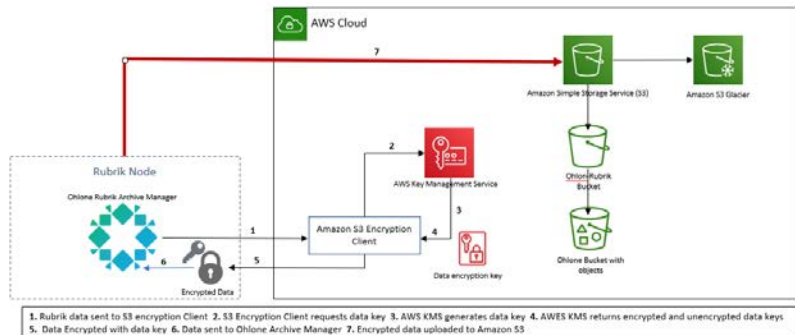 AWS Cloud
7
Amazon Simple Storage Service (S3)
Amazon S3 Glacier
2
Rubrik Node
AWS Key Management Service
Ohlone Rubrik Archive Manager
Ohlon Rubrik
Bucket
3
1
Amazon S3 Encryption
Client
4
Data encryption key
6
5
Encrypted Data
Ohlone Bucket with
objects
1. Rubrik data sent to S3 encryption Client 2. S3 Encryption Client requests data key 3. AWS KMS generates data key 4. AWES KMS returns encrypted and unencrypted data keys
5. Data Encrypted with data key 6. Data sent to Ohlone Archive Manager 7. Encrypted data uploaded to Amazon S3